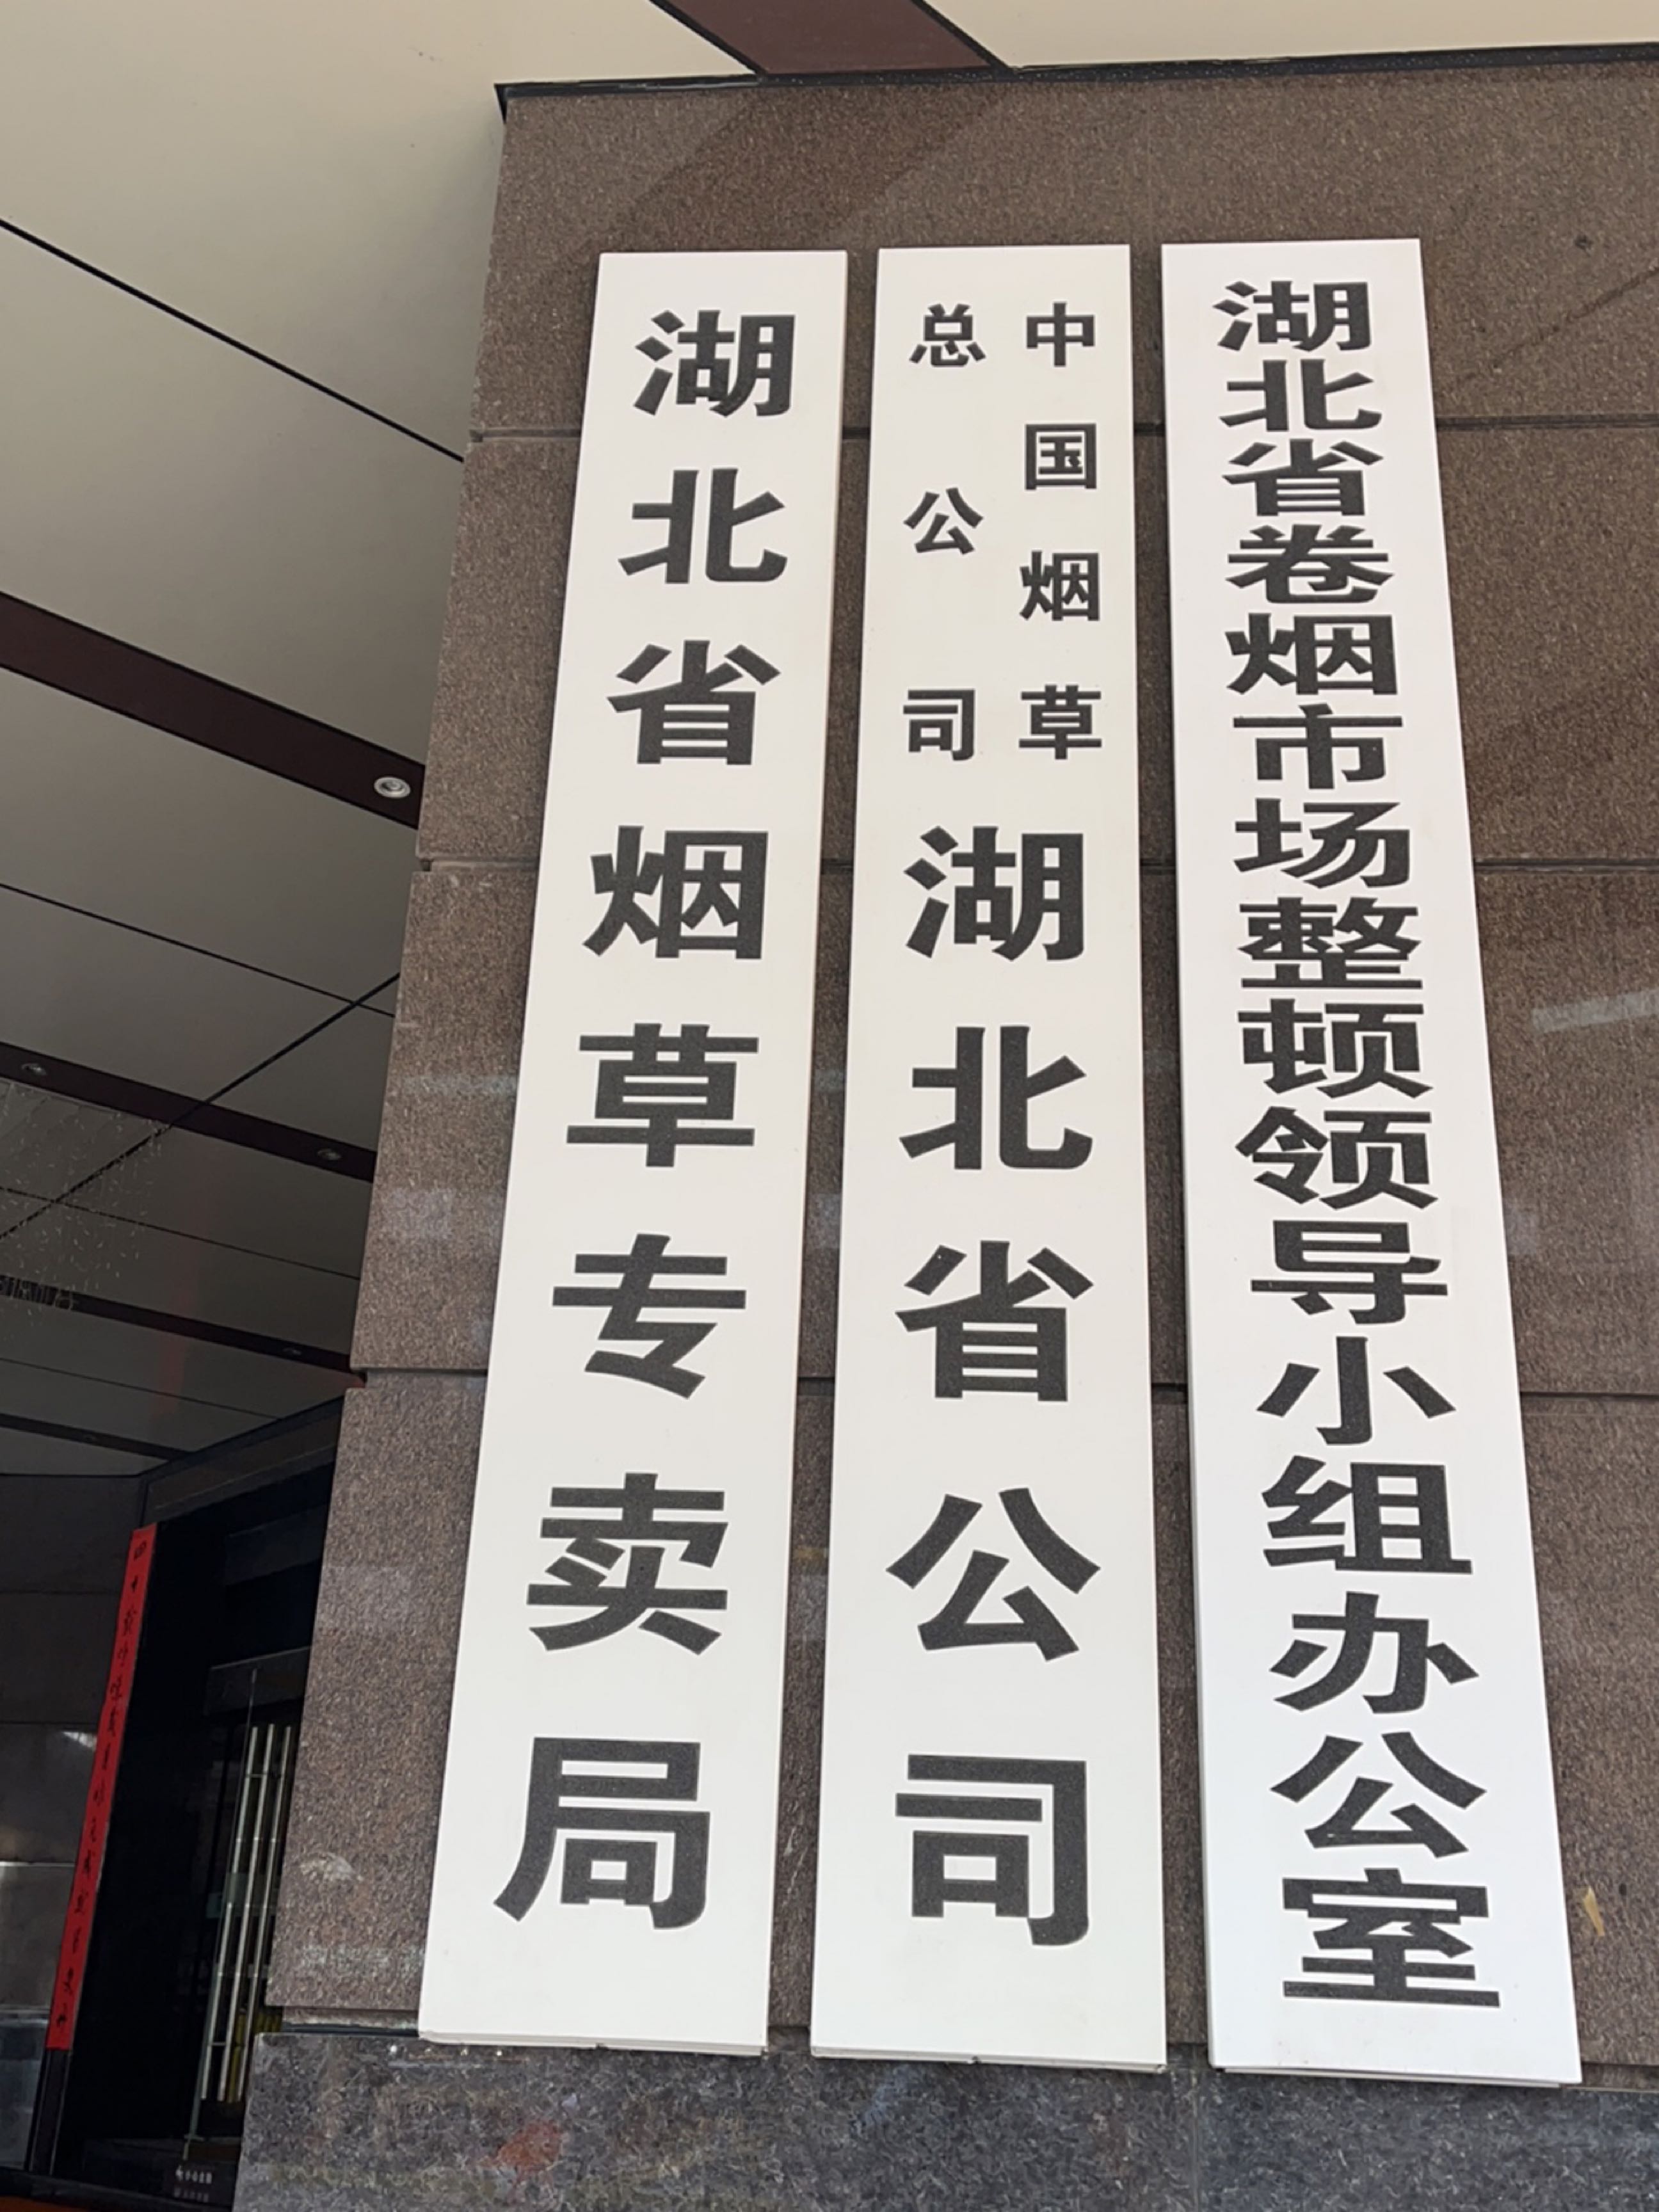 湖北省烟草专卖局
中国烟草
总公司
湖北省公司
湖北省卷烟市场整顿领导小组办公室